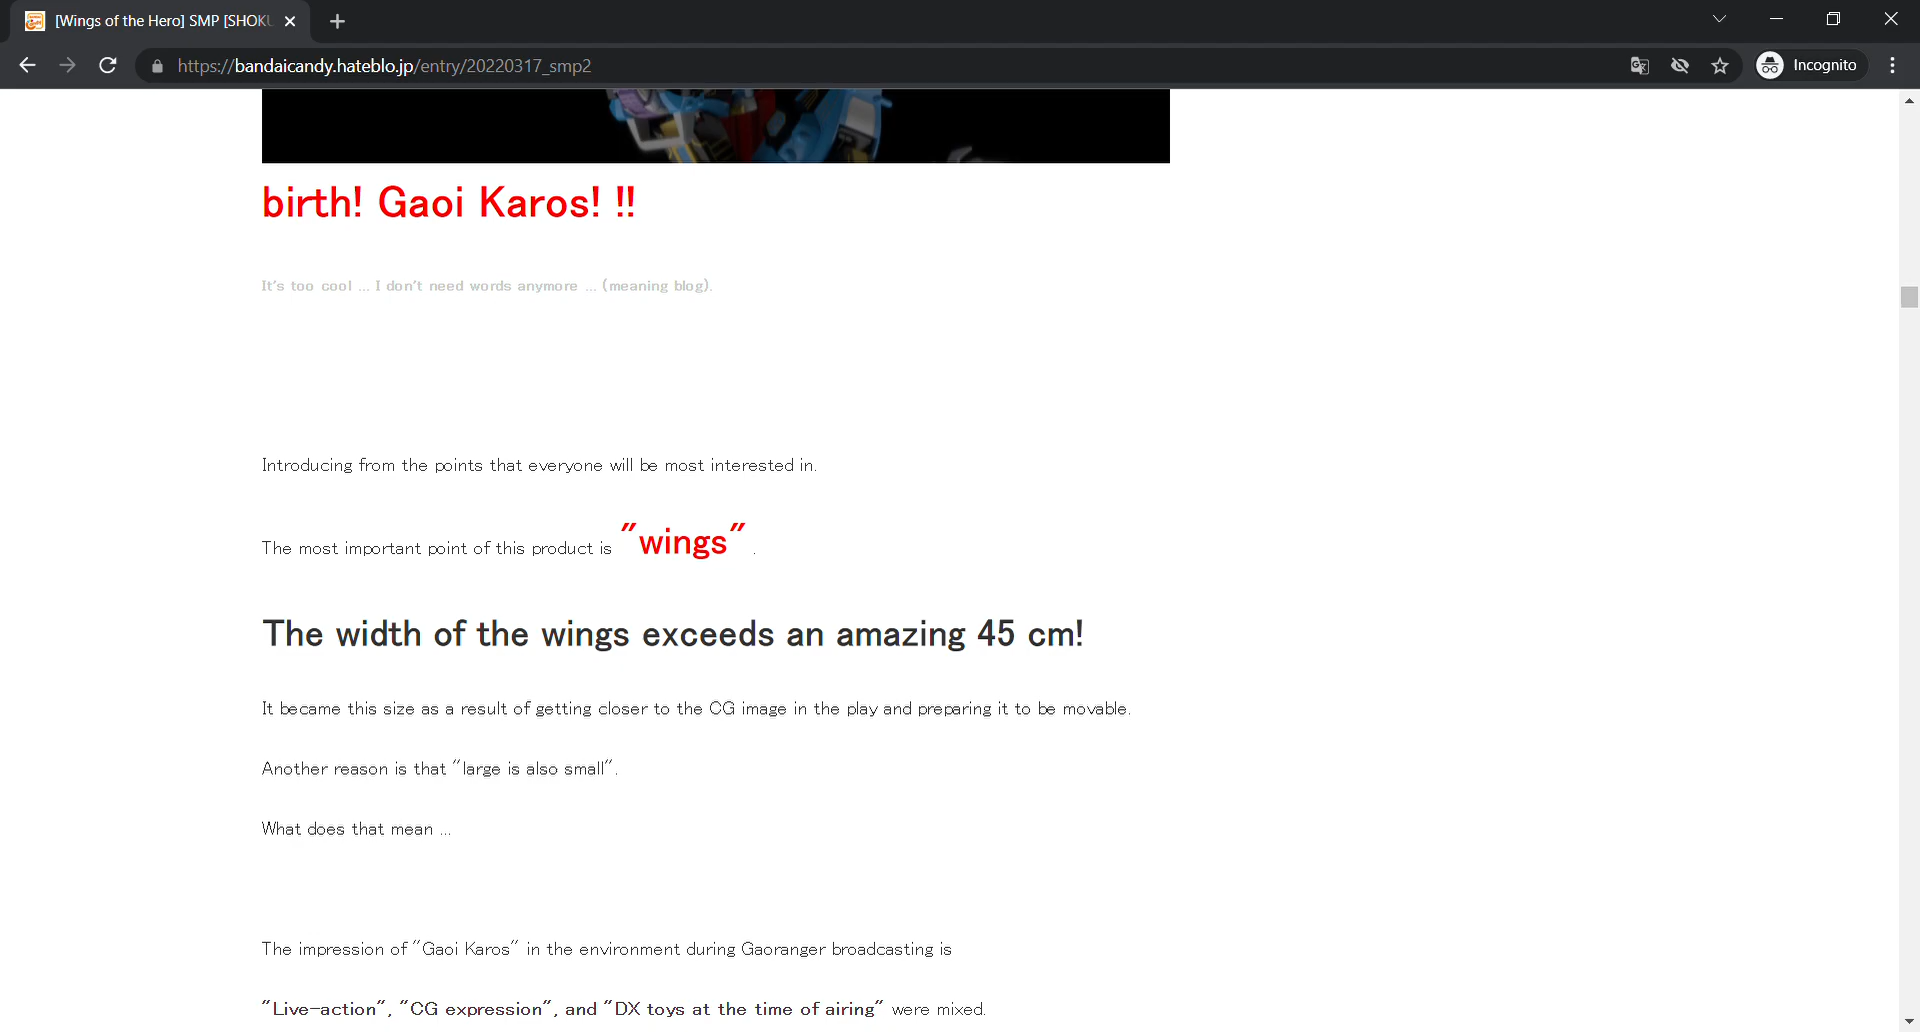 [Wings of the Hero] SMP [SHOKU
https://bandaicandy.hateblo.jp/entry/20220317_smp2
Incognito
birth! Gaoi Karos! !!
It's too cool ... I don't need words anymore ... (meaning blog).
Introducing from the points that everyone will be most interested in.
The most important point of this product is "wings" .
The width of the wings exceeds an amazing 45 cm!
It became this size as a result of getting closer to the CG image in the play and preparing it to be movable.
Another reason is that "large is also small".
What does that mean ...
The impression of "Gaoi Karos" in the environment during Gaoranger broadcasting is
"Live-action", "CG expression", and "DX toys at the time of airing" were mixed.